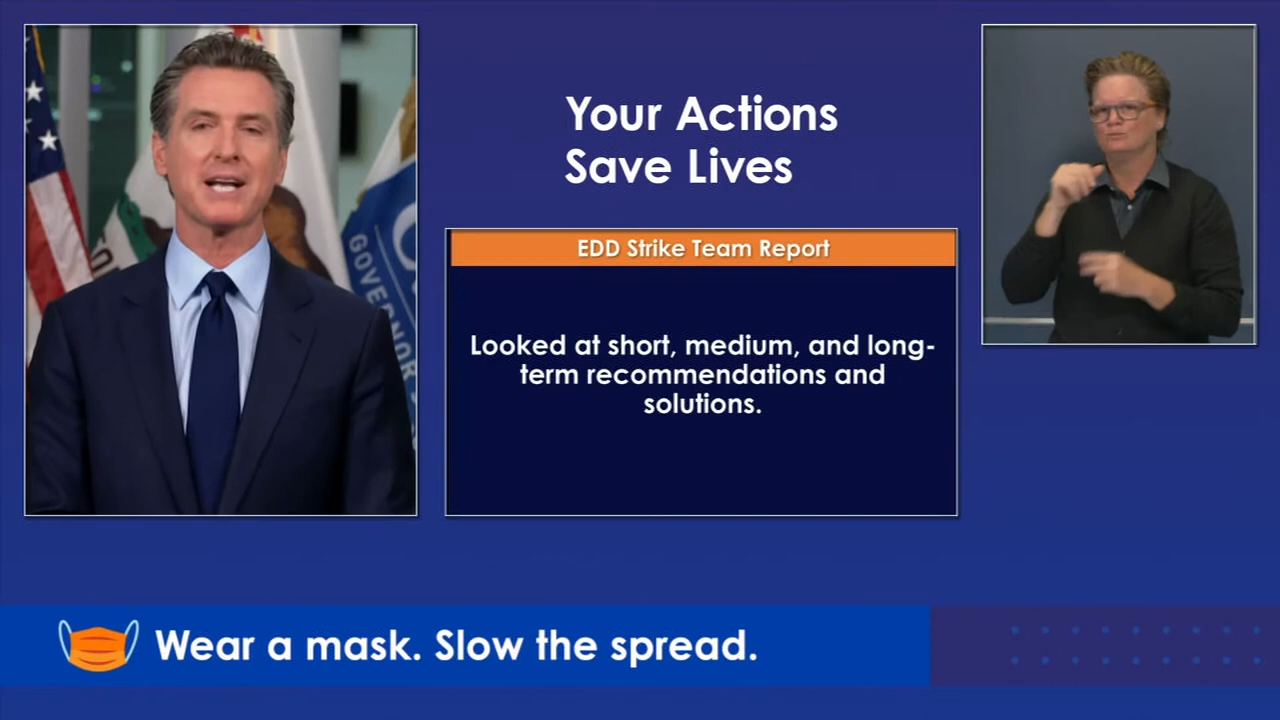 Your Actions
Save Lives
EDD Strike Team Report
Looked at short, medium, and long-
term recommendations and
solutions.
GOVERNOR
Wear a mask. Slow the spread.